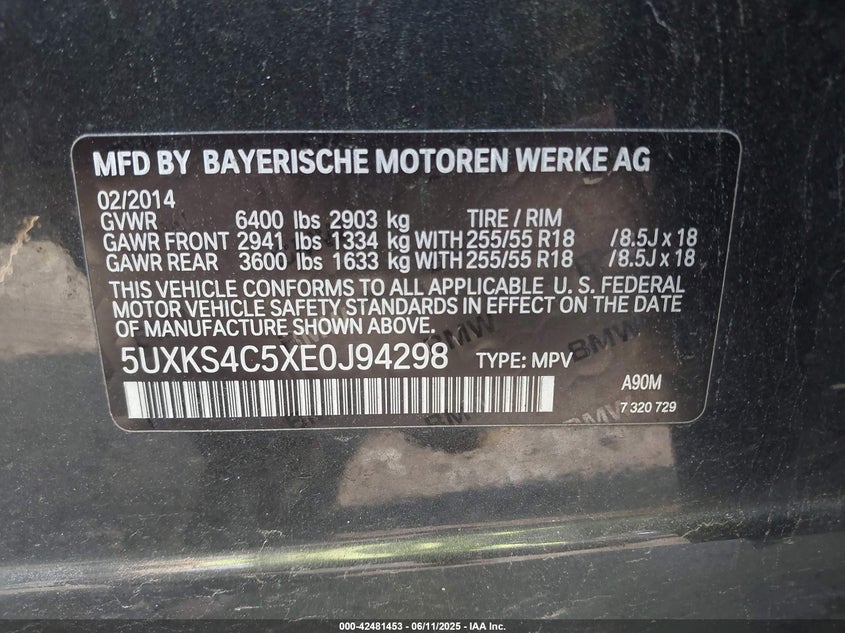 MFD BY BAYERISCHE MOTOREN WERKE AG
02/2014
GVWR 6400 lbs 2903 kg TIRE / RIM
GAWR FRONT 2941 lbs 1334 kg WITH 255/55 R18 /8.5J x 18
GAWR REAR 3600 lbs 1633 kg WITH 255/55 R18 /8.5J x 18
THIS VEHICLE CONFORMS TO ALL APPLICABLE U. S. FEDERAL
MOTOR VEHICLE SAFETY STANDARDS IN EFFECT ON THE DATE
OF MANUFACTURE SHOWN ABOVE.
BMW
BMW
5UXKS4C5XE0J94298 TYPE: MPV
A90M
7 320 729
000-42481453 - 06/11/2025 - IAA Inc.